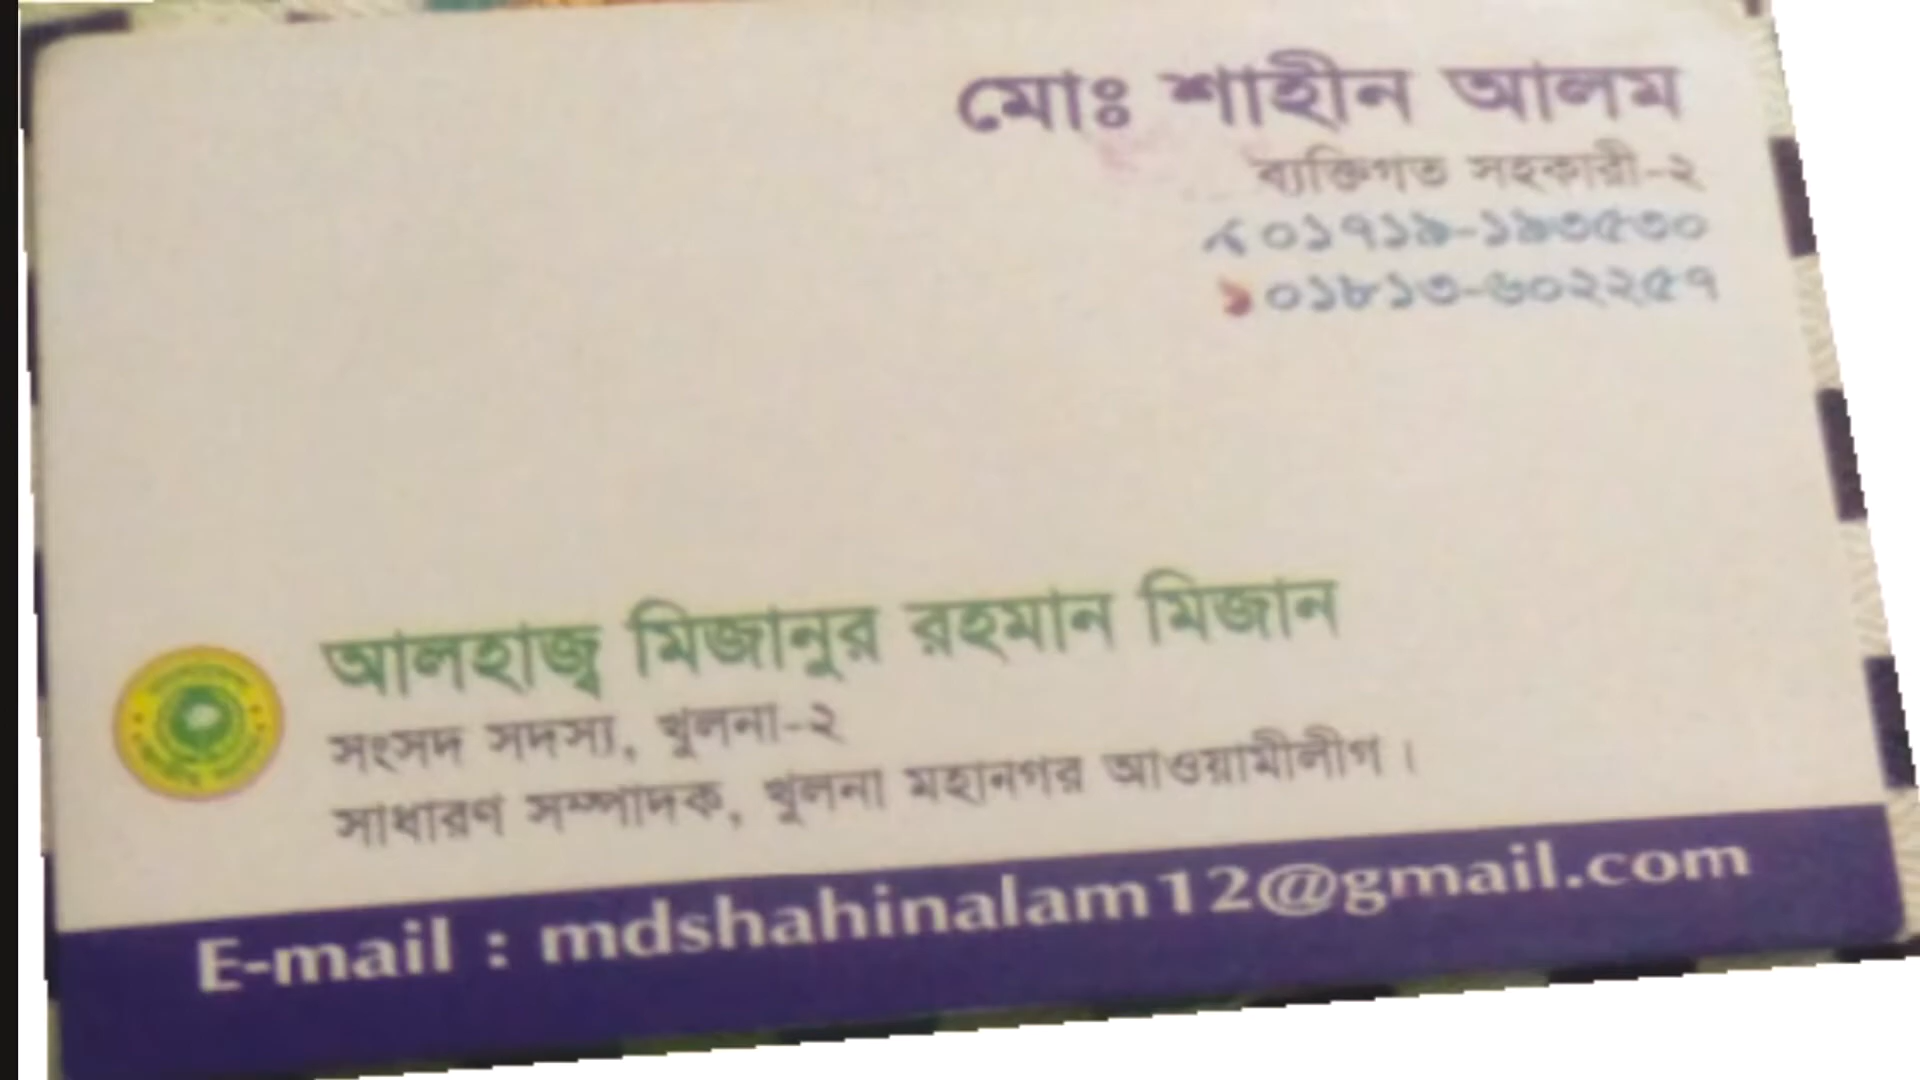 মোঃ শাহীন আলম
ব্যক্তিগত সহকারী-২
০১৭১৯-১৯৩৫৩০
০১৮১৩-৬০২২৫৭
আলহাজ্ব মিজানুর রহমান মিজান
সংসদ সদস্য, খুলনা-২
সাধারণ সম্পাদক, খুলনা মহানগর আওয়ামীলীগ।
E-mail : mdshahinalam12@gmail.com